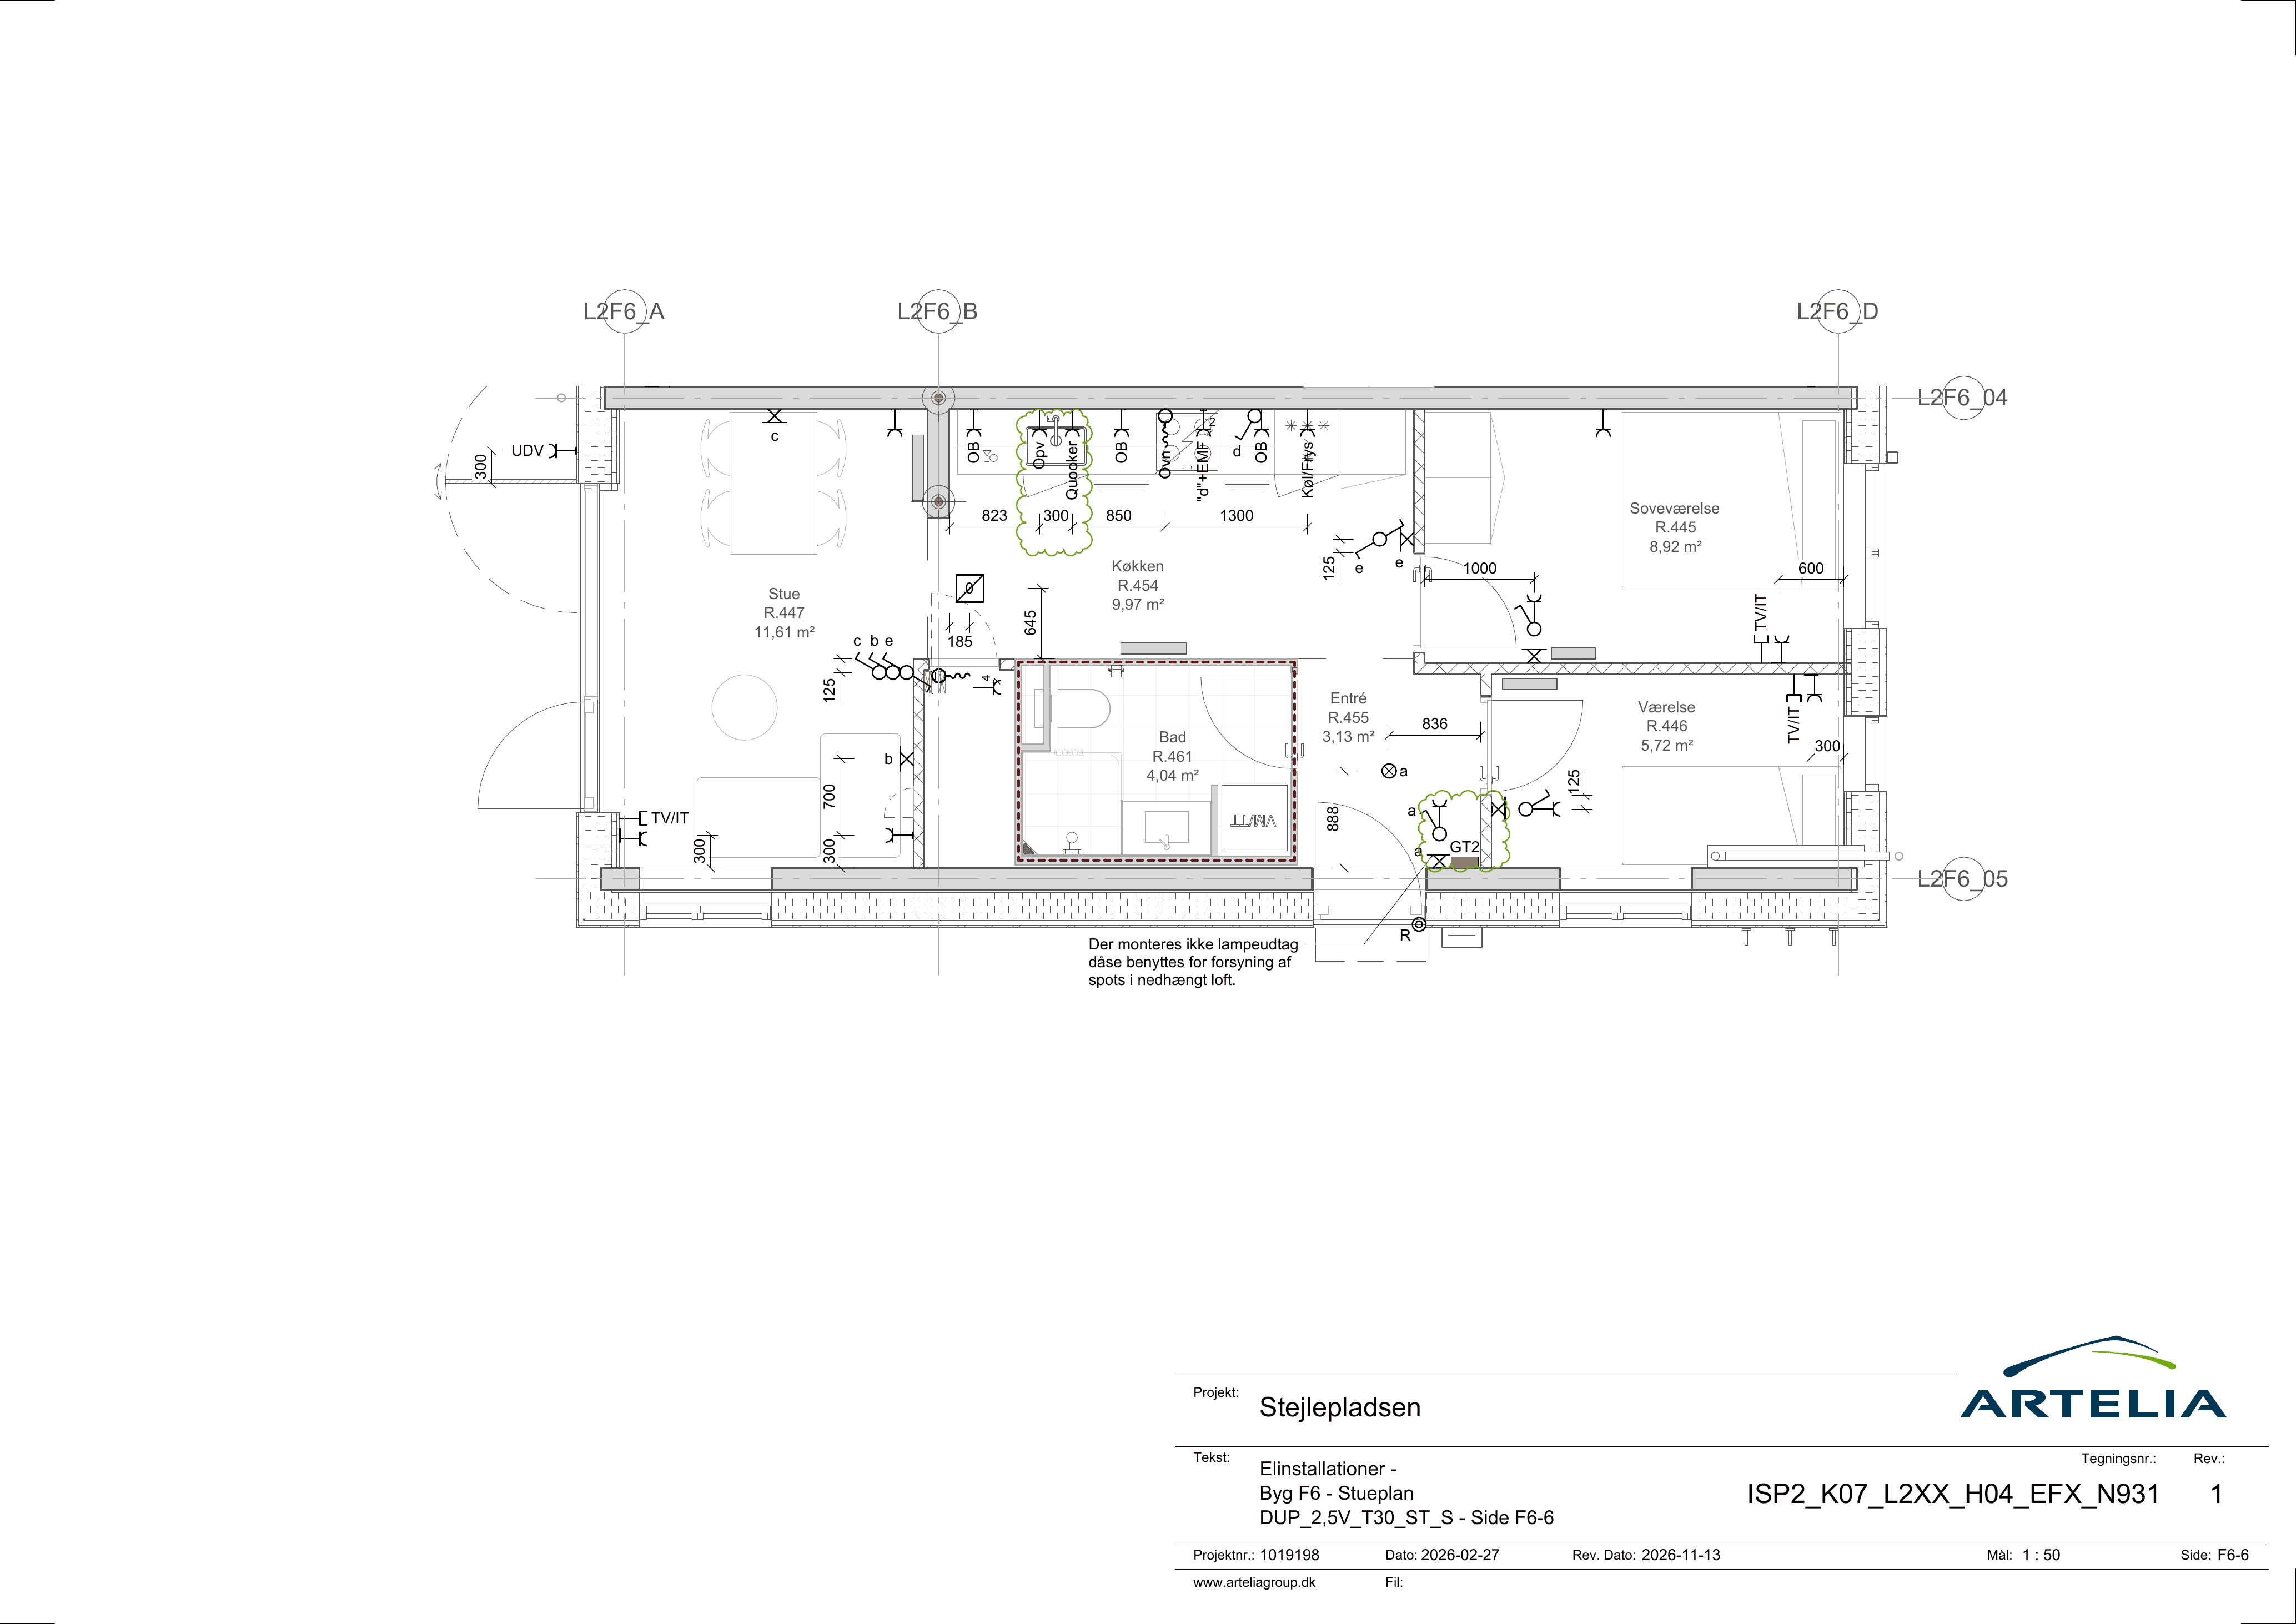 L2F6_A
L2F6_B
L2F6_D
L2F6_04
UDV
300
c
OB
Opv
Quooker
OB
Ovn
"d"+EMF
2
d
OB
Køl/Frys
823
300
850
1300
Soveværelse
R.445
8,92 m²
Køkken
R.454
9,97 m²
125
e
e
1000
600
Stue
R.447
11,61 m²
0
185
645
TV/IT
c b e
125
4
Entré
R.455
3,13 m²
836
Værelse
R.446
5,72 m²
TV/IT
300
Bad
R.461
4,04 m²
b
700
a
125
888
a
VM/TT
TV/IT
300
300
a
GT2
L2F6_05
R
Der monteres ikke lampeudtag
dåse benyttes for forsyning af
spots i nedhængt loft.
Projekt:
Stejlepladsen
ARTELIA
Tekst:
Elinstallationer -
Byg F6 - Stueplan
DUP_2,5V_T30_ST_S - Side F6-6
Tegningsnr.:
Rev.:
ISP2_K07_L2XX_H04_EFX_N931
1
Projektnr.: 1019198
Dato: 2026-02-27
Rev. Dato: 2026-11-13
Mål: 1 : 50
Side: F6-6
www.arteliagroup.dk
Fil: